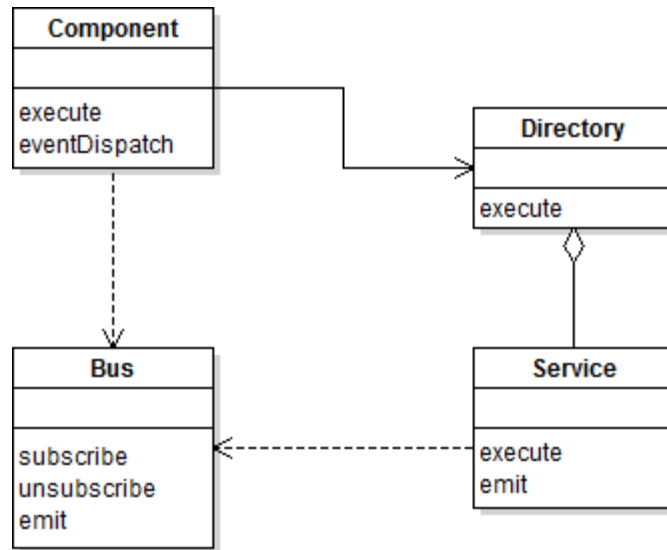 Component
execute
eventDispatch
Directory
execute
Bus
subscribe
unsubscribe
emit
Service
execute
emit